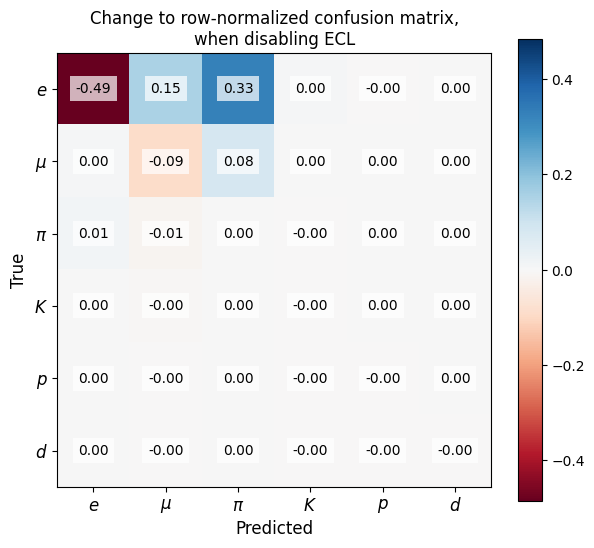 Change to row-normalized confusion matrix,
when disabling ECL
e -0.49 0.15 0.33 0.00 -0.00 0.00
μ 0.00 -0.09 0.08 0.00 0.00 0.00
π 0.01 -0.01 0.00 -0.00 0.00 0.00
K 0.00 -0.00 0.00 -0.00 0.00 0.00
p 0.00 -0.00 0.00 -0.00 -0.00 0.00
d 0.00 -0.00 0.00 -0.00 -0.00 -0.00
e μ π K p d
Predicted
True
0.4
0.2
0.0
−0.2
−0.4